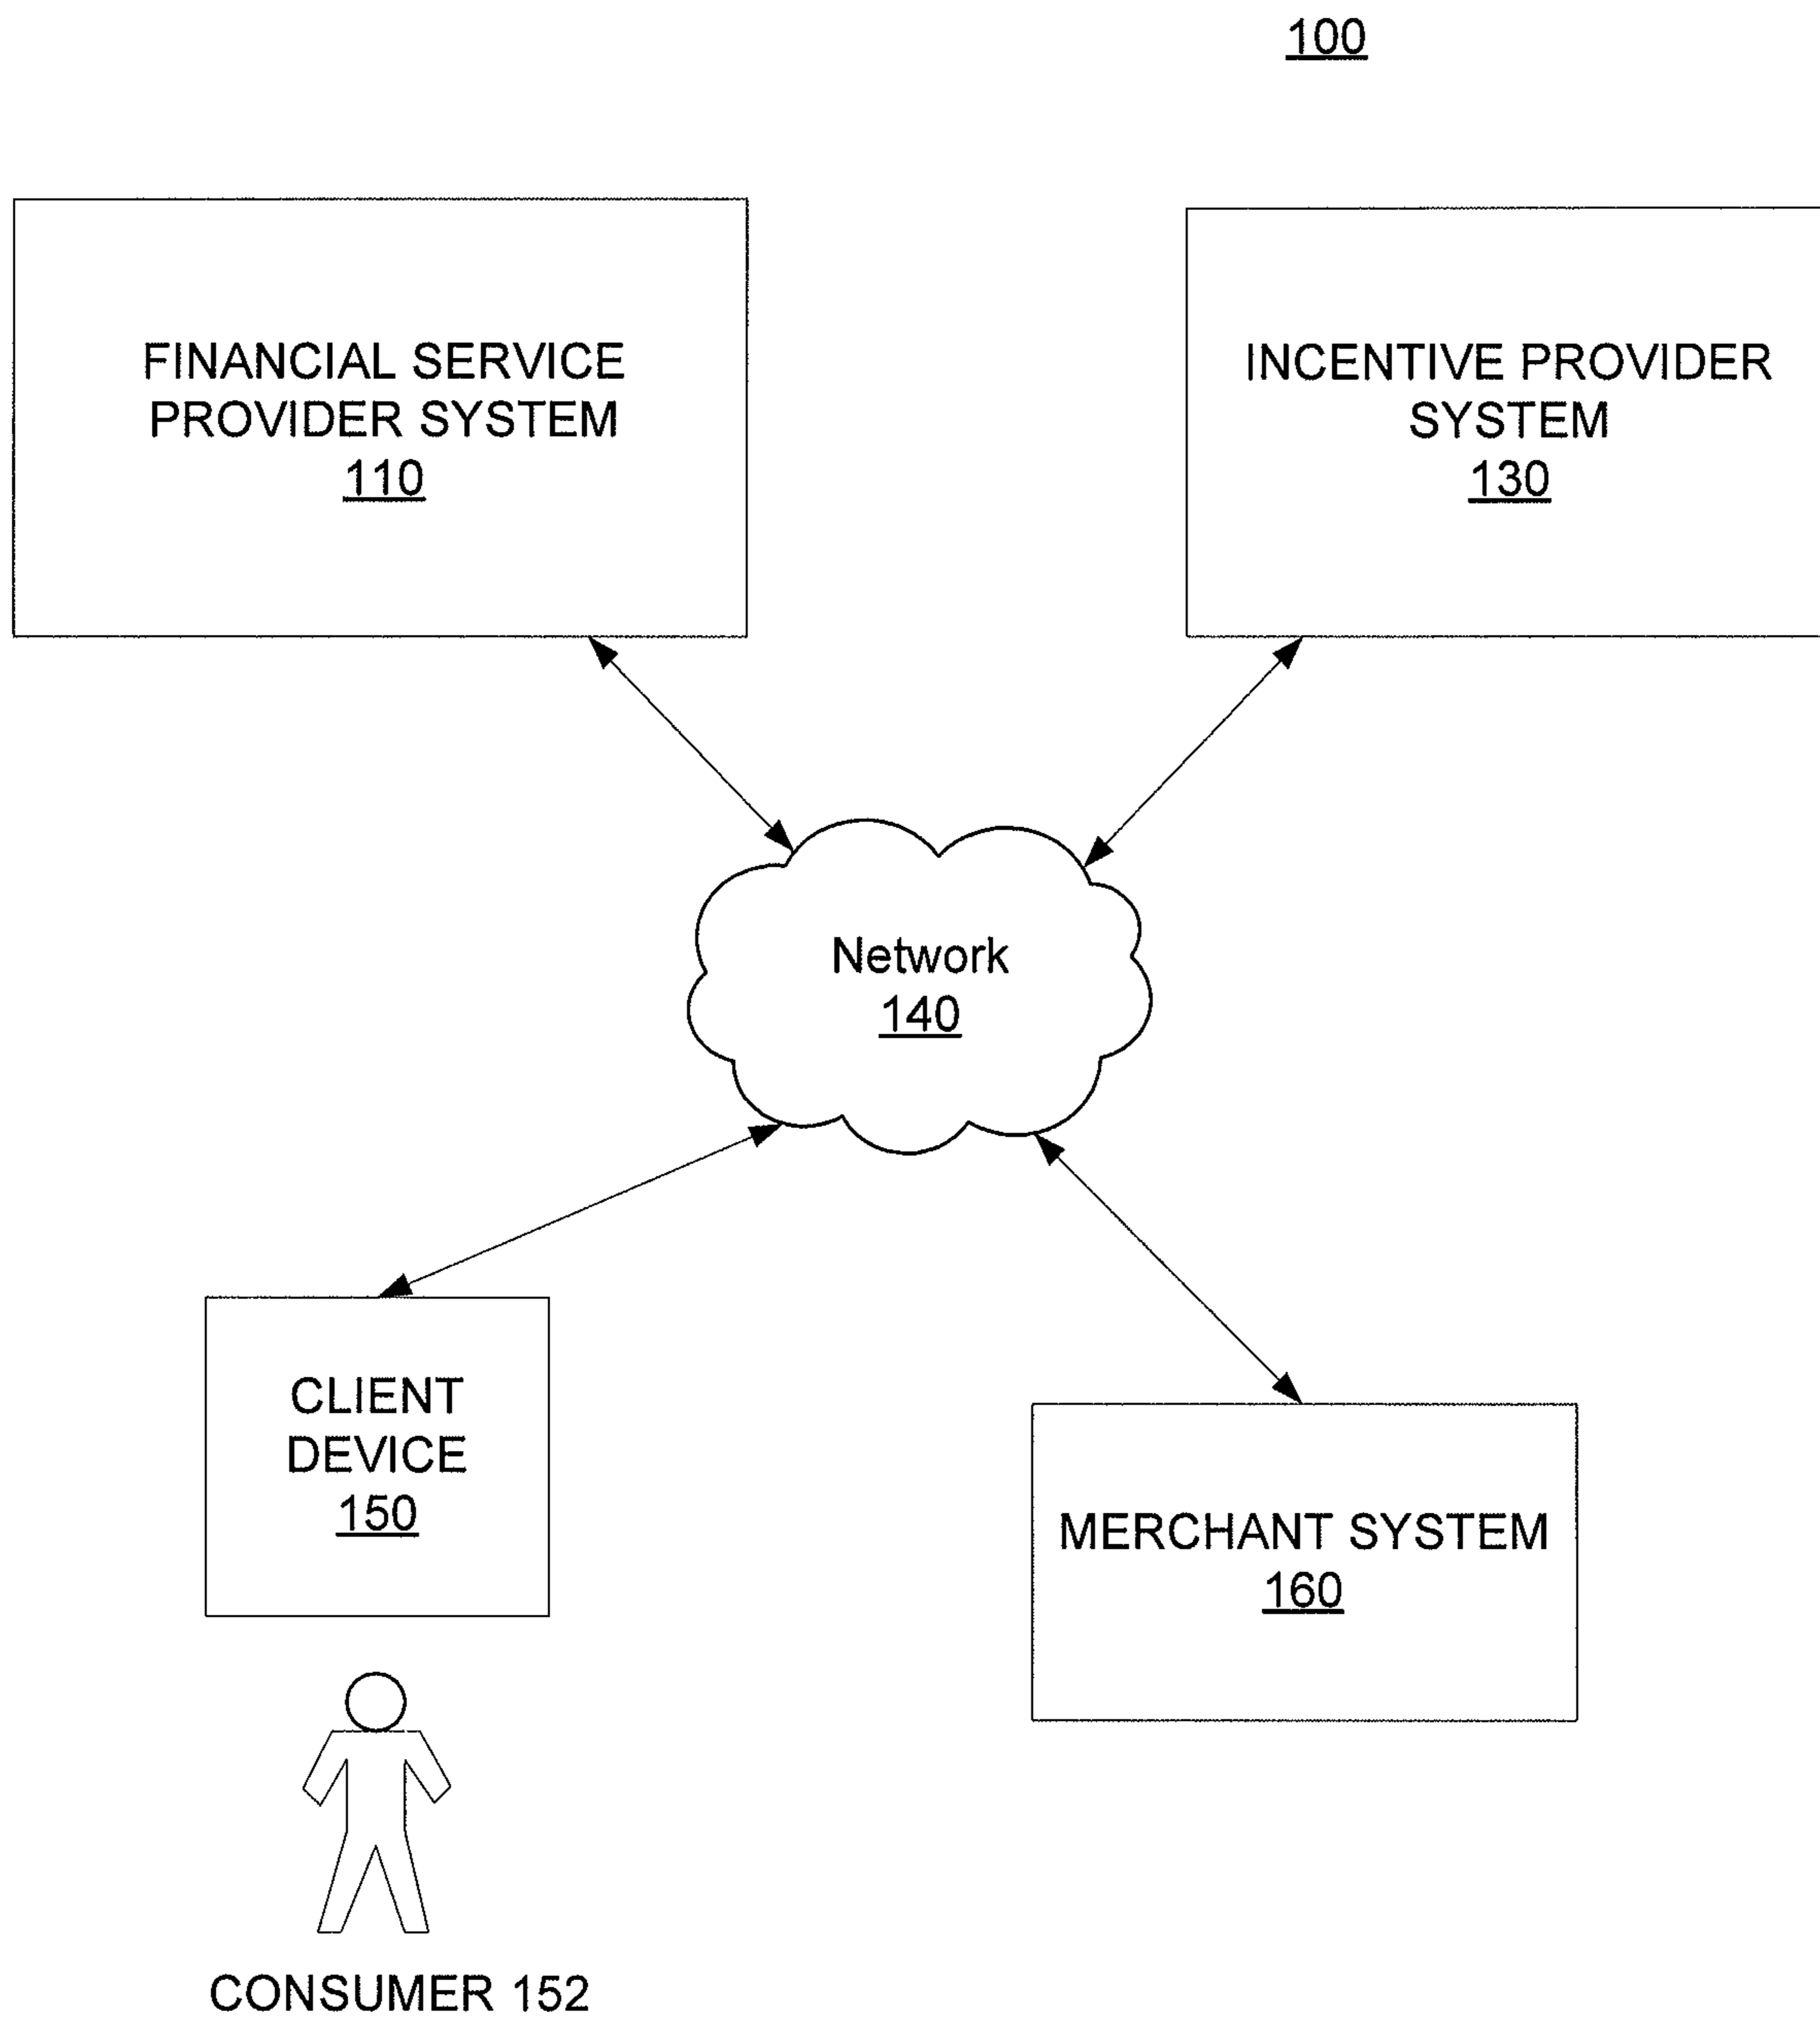 100
FINANCIAL SERVICE
PROVIDER SYSTEM
110
INCENTIVE PROVIDER
SYSTEM
130
Network
140
CLIENT
DEVICE
150
MERCHANT SYSTEM
160
CONSUMER 152